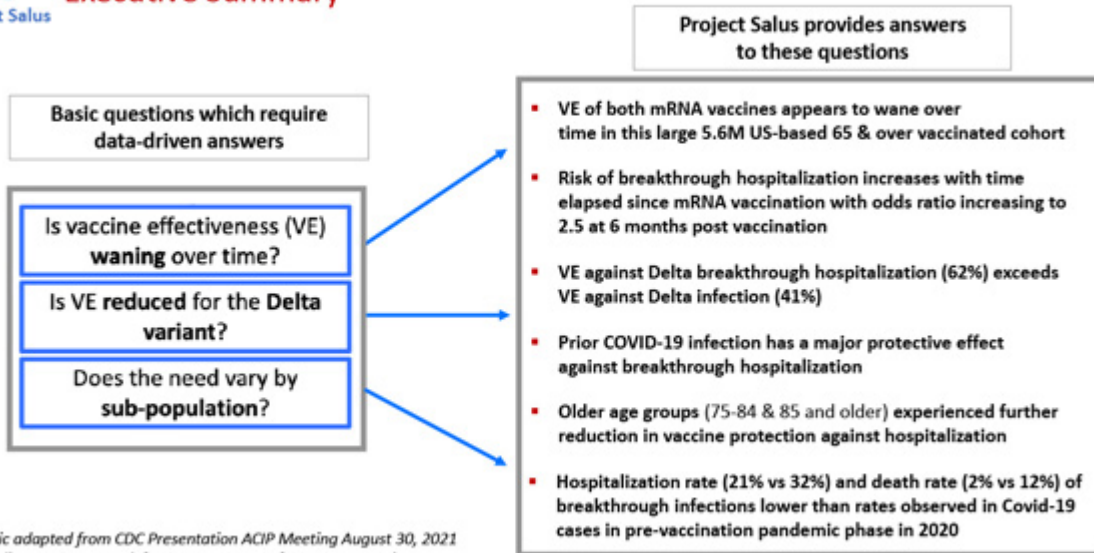 Executive Summary
t Salus
Project Salus provides answers
to these questions
Basic questions which require
data-driven answers
Is vaccine effectiveness (VE)
waning over time?
Is VE reduced for the Delta
variant?
Does the need vary by
sub-population?
▪ VE of both mRNA vaccines appears to wane over
time in this large 5.6M US-based 65 & over vaccinated cohort
▪ Risk of breakthrough hospitalization increases with time
elapsed since mRNA vaccination with odds ratio increasing to
2.5 at 6 months post vaccination
▪ VE against Delta breakthrough hospitalization (62%) exceeds
VE against Delta infection (41%)
▪ Prior COVID-19 infection has a major protective effect
against breakthrough hospitalization
▪ Older age groups (75-84 & 85 and older) experienced further
reduction in vaccine protection against hospitalization
▪ Hospitalization rate (21% vs 32%) and death rate (2% vs 12%) of
breakthrough infections lower than rates observed in Covid-19
cases in pre-vaccination pandemic phase in 2020
ic adapted from CDC Presentation ACIP Meeting August 30, 2021